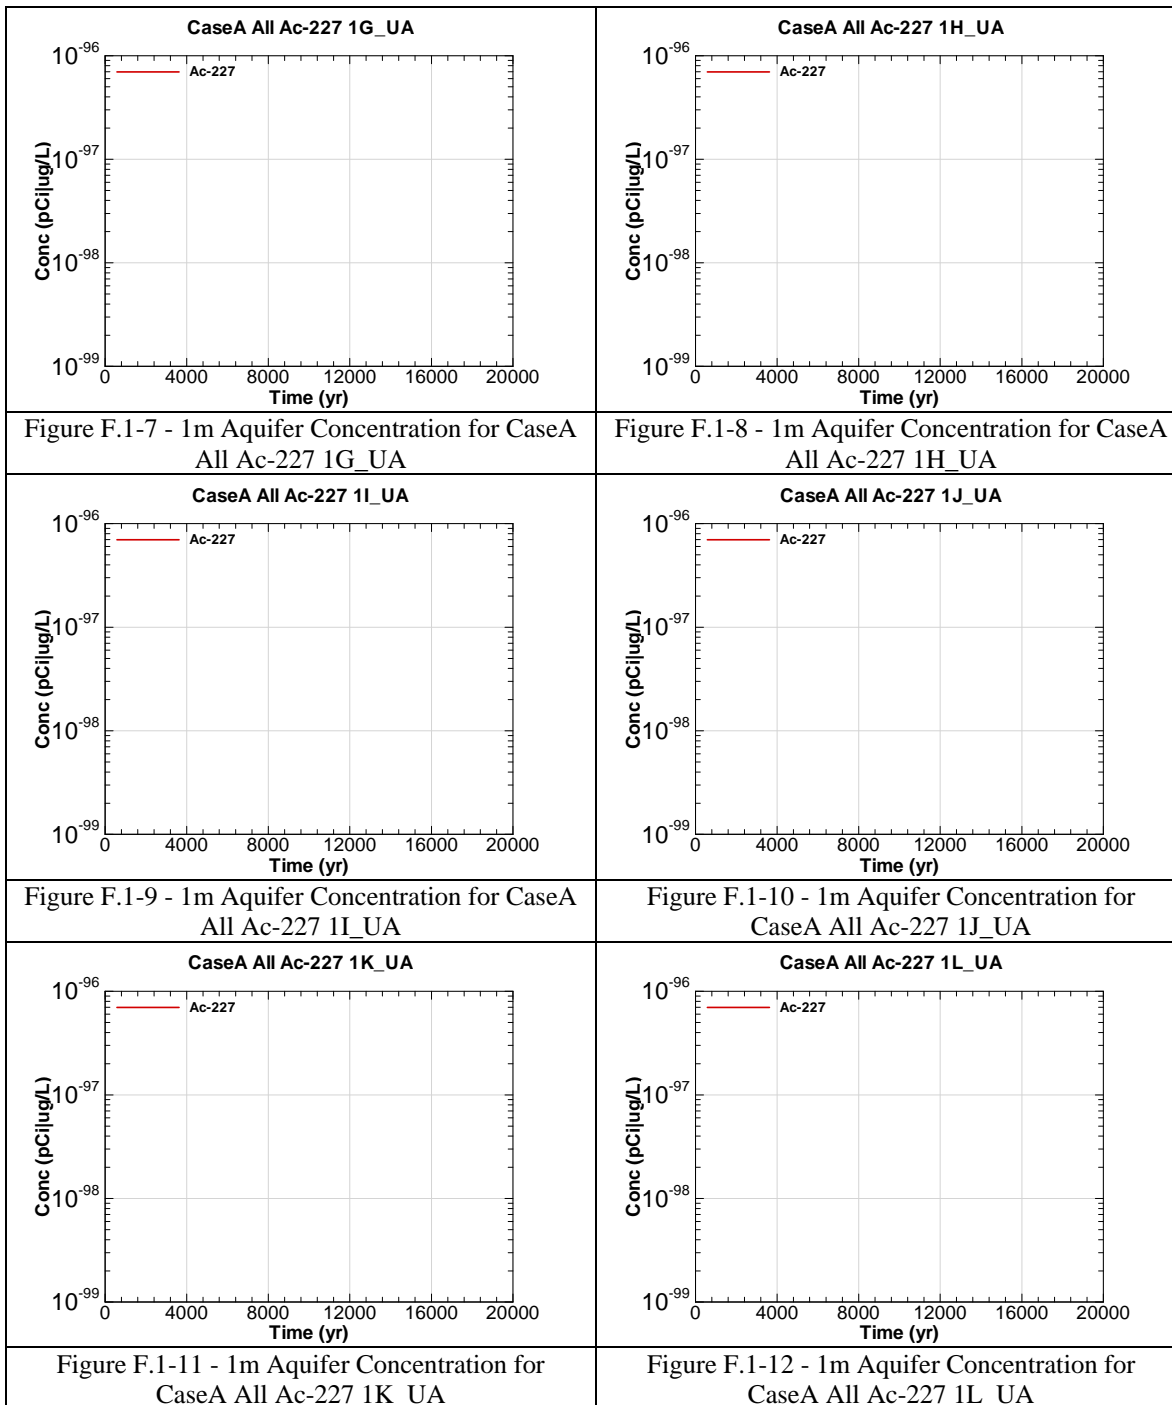 CaseA All Ac-227 1G_UA
Ac-227
Conc (pCi|ug/L)
10-96
10-97
10-98
10-99
0 4000 8000 12000 16000 20000
Time (yr)
Figure F.1-7 - 1m Aquifer Concentration for CaseA
All Ac-227 1G_UA
CaseA All Ac-227 1H_UA
Ac-227
Conc (pCi|ug/L)
10-96
10-97
10-98
10-99
0 4000 8000 12000 16000 20000
Time (yr)
Figure F.1-8 - 1m Aquifer Concentration for CaseA
All Ac-227 1H_UA
CaseA All Ac-227 1I_UA
Ac-227
Conc (pCi|ug/L)
10-96
10-97
10-98
10-99
0 4000 8000 12000 16000 20000
Time (yr)
Figure F.1-9 - 1m Aquifer Concentration for CaseA
All Ac-227 1I_UA
CaseA All Ac-227 1J_UA
Ac-227
Conc (pCi|ug/L)
10-96
10-97
10-98
10-99
0 4000 8000 12000 16000 20000
Time (yr)
Figure F.1-10 - 1m Aquifer Concentration for
CaseA All Ac-227 1J_UA
CaseA All Ac-227 1K_UA
Ac-227
Conc (pCi|ug/L)
10-96
10-97
10-98
10-99
0 4000 8000 12000 16000 20000
Time (yr)
Figure F.1-11 - 1m Aquifer Concentration for
CaseA All Ac-227 1K_UA
CaseA All Ac-227 1L_UA
Ac-227
Conc (pCi|ug/L)
10-96
10-97
10-98
10-99
0 4000 8000 12000 16000 20000
Time (yr)
Figure F.1-12 - 1m Aquifer Concentration for
CaseA All Ac-227 1L_UA